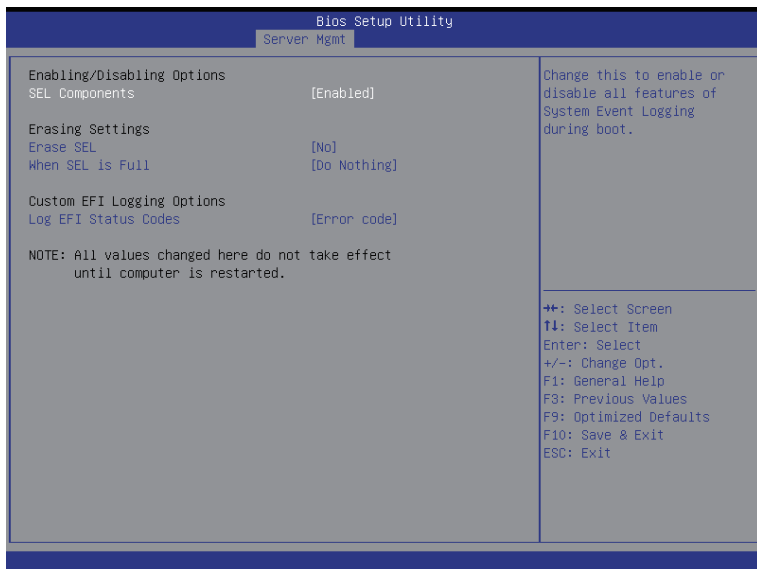 Bios Setup Utility
Server Mgmt
Enabling/Disabling Options
SEL Components [Enabled]
Erasing Settings
Erase SEL [No]
When SEL is Full [Do Nothing]
Custom EFI Logging Options
Log EFI Status Codes [Error code]
NOTE: All values changed here do not take effect
until computer is restarted.
Change this to enable or
disable all features of
System Event Logging
during boot.
→←: Select Screen
↑↓: Select Item
Enter: Select
+/-: Change Opt.
F1: General Help
F3: Previous Values
F9: Optimized Defaults
F10: Save & Exit
ESC: Exit